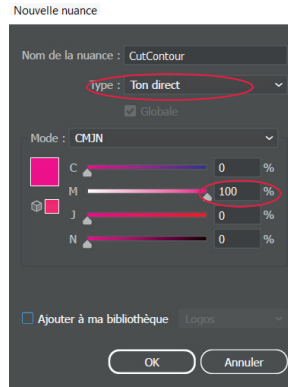 Nouvelle nuance
Nom de la nuance : CutContour
Type : Ton direct
Globale
Mode : CMJN
C 0 %
M 100 %
J 0 %
N 0 %
Ajouter à ma bibliothèque Logos
OK Annuler